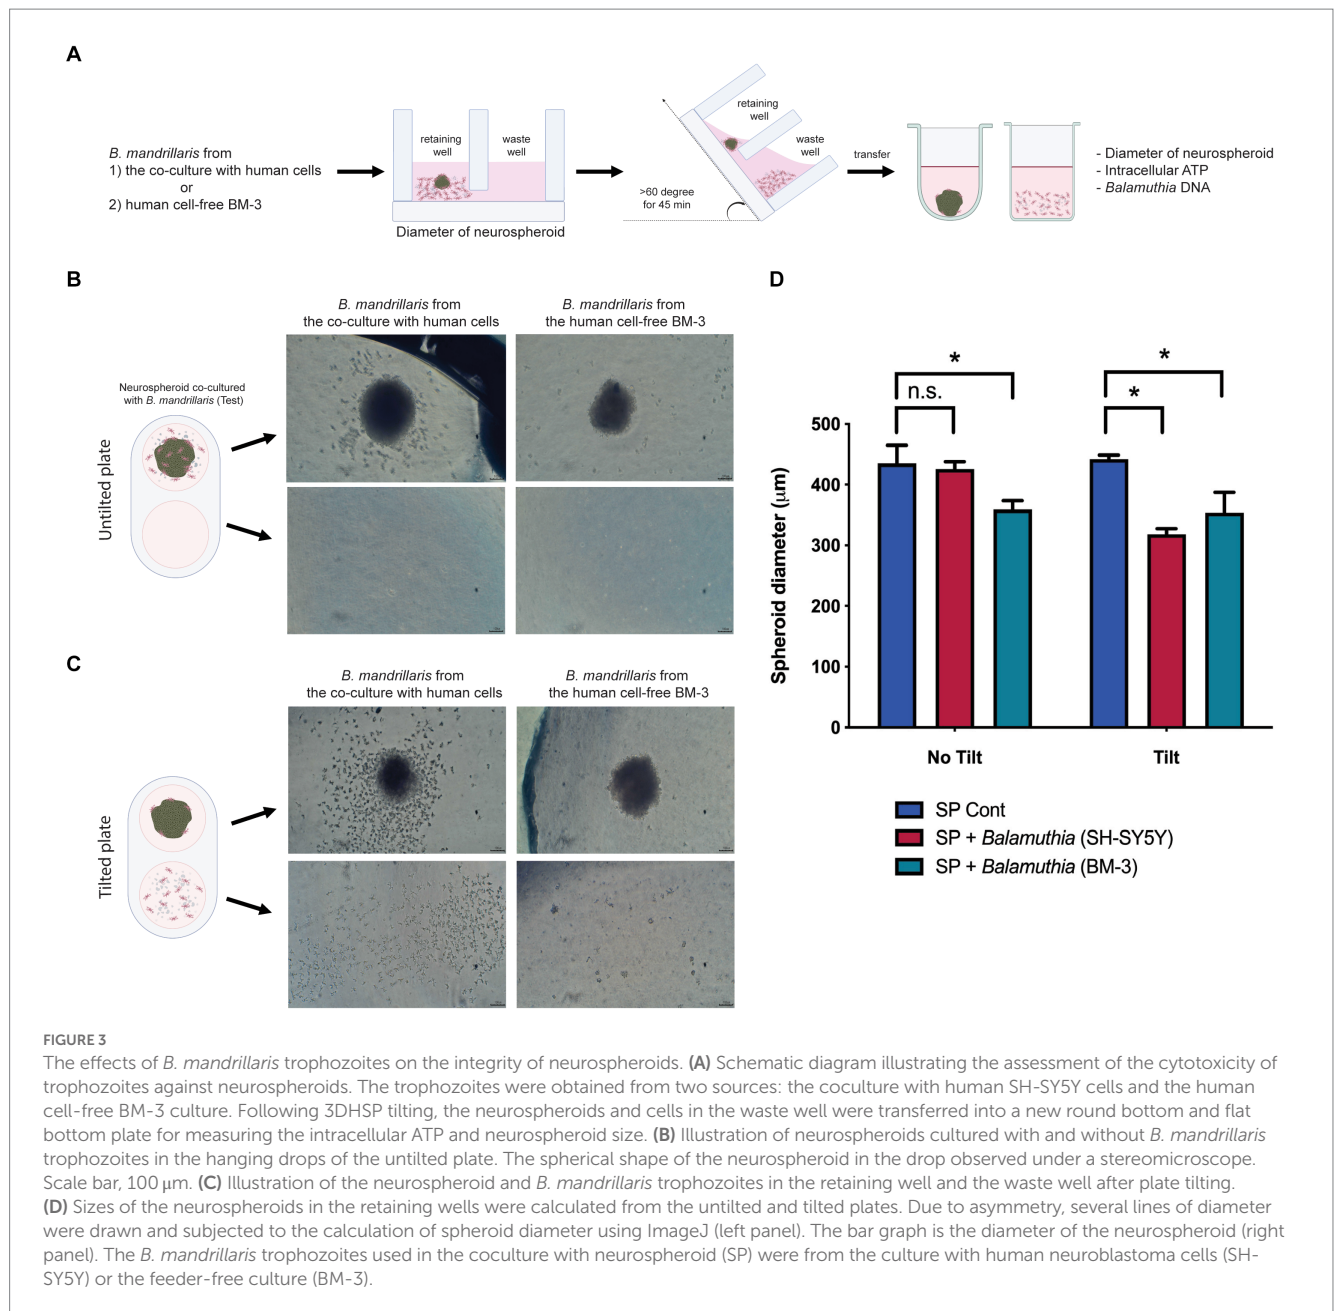 A
B. mandrillaris from
1) the co-culture with human cells
or
2) human cell-free BM-3
retaining
well
waste
well
Diameter of neurospheroid
retaining
well
waste
well
>60 degree
for 45 min
transfer
- Diameter of neurospheroid
- Intracellular ATP
- Balamuthia DNA
B
B. mandrillaris from
the co-culture with human cells
B. mandrillaris from
the human cell-free BM-3
Neurospheroid co-cultured
with B. mandrillaris (Test)
Untilted plate
C
B. mandrillaris from
the co-culture with human cells
B. mandrillaris from
the human cell-free BM-3
Tilted plate
D
*
n.s.
*
*
Spheroid diameter (μm)
500
400
300
200
100
0
No Tilt
Tilt
SP Cont
SP + Balamuthia (SH-SY5Y)
SP + Balamuthia (BM-3)
FIGURE 3
The effects of B. mandrillaris trophozoites on the integrity of neurospheroids. (A) Schematic diagram illustrating the assessment of the cytotoxicity of
trophozoites against neurospheroids. The trophozoites were obtained from two sources: the coculture with human SH-SY5Y cells and the human
cell-free BM-3 culture. Following 3DHSP tilting, the neurospheroids and cells in the waste well were transferred into a new round bottom and flat
bottom plate for measuring the intracellular ATP and neurospheroid size. (B) Illustration of neurospheroids cultured with and without B. mandrillaris
trophozoites in the hanging drops of the untilted plate. The spherical shape of the neurospheroid in the drop observed under a stereomicroscope.
Scale bar, 100 μm. (C) Illustration of the neurospheroid and B. mandrillaris trophozoites in the retaining well and the waste well after plate tilting.
(D) Sizes of the neurospheroids in the retaining wells were calculated from the untilted and tilted plates. Due to asymmetry, several lines of diameter
were drawn and subjected to the calculation of spheroid diameter using ImageJ (left panel). The bar graph is the diameter of the neurospheroid (right
panel). The B. mandrillaris trophozoites used in the coculture with neurospheroid (SP) were from the culture with human neuroblastoma cells (SH-
SY5Y) or the feeder-free culture (BM-3).